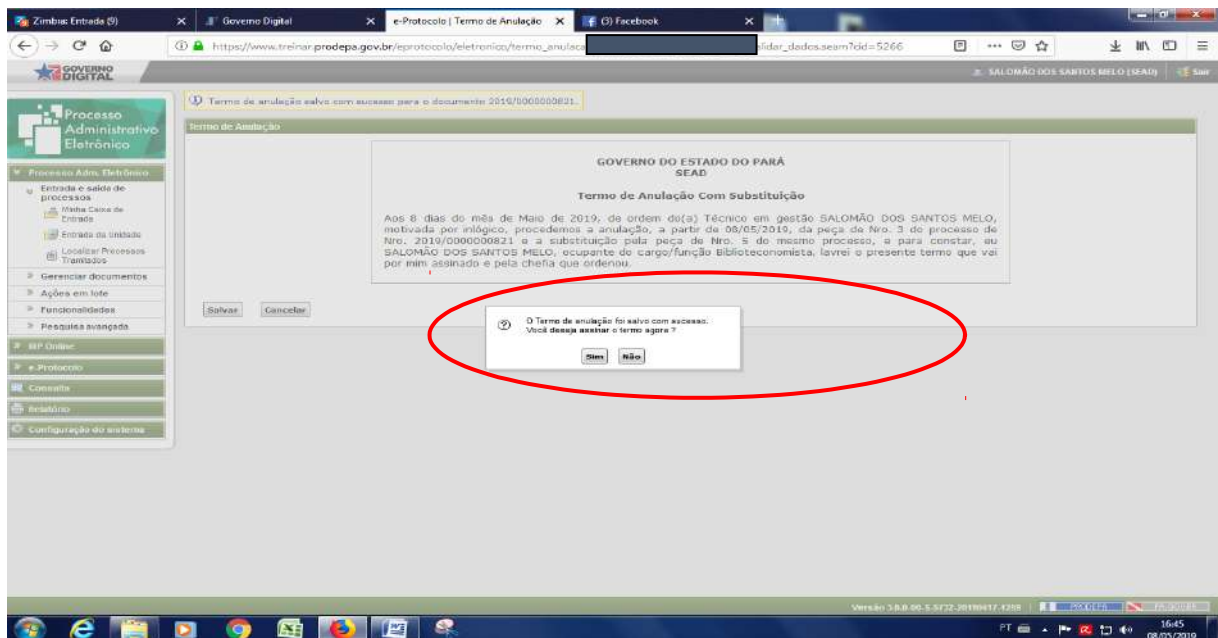 Zimbra: Entrada (9)
Governo Digital
e-Protocolo | Termo de Anulação
(3) Facebook
https://www.treinar.prodepa.gov.br/eprotocolo/eletronico/termo_anulaca
alidar_dados.seam?cid=5266
GOVERNO
DIGITAL
SALOMÃO DOS SANTOS MELO (SEAD)
Sair
Processo
Administrativo
Eletrônico
Processo Adm. Eletrônico
Entrada e saída de
processos
Minha Caixa de
Entrada
Entrada da Unidade
Localizar Processos
Tramitados
Gerenciar documentos
Ações em lote
Funcionalidades
Pesquisa avançada
e-Protocolo
Consulta
Relatório
Configuração do sistema
Termo de anulação salvo com sucesso para o documento 2019/0000000821.
Termo de Anulação
GOVERNO DO ESTADO DO PARÁ
SEAD
Termo de Anulação Com Substituição
Aos 8 dias do mês de Maio de 2019, de ordem do(a) Técnico em gestão SALOMÃO DOS SANTOS MELO,
motivada por inlógico, procedemos a anulação, a partir de 08/05/2019, da peça de Nro. 3 do processo de
Nro. 2019/0000000821 e a substituição pela peça de Nro. 5 do mesmo processo, e para constar, eu
SALOMÃO DOS SANTOS MELO, ocupante do cargo/função Biblioteconomista, lavrei o presente termo que vai
por mim assinado e pela chefia que ordenou.
Salvar
Cancelar
O Termo de anulação foi salvo com sucesso.
Você deseja assinar o termo agora ?
Sim
Não
PRODEPA
PT
16:45
08/05/2019